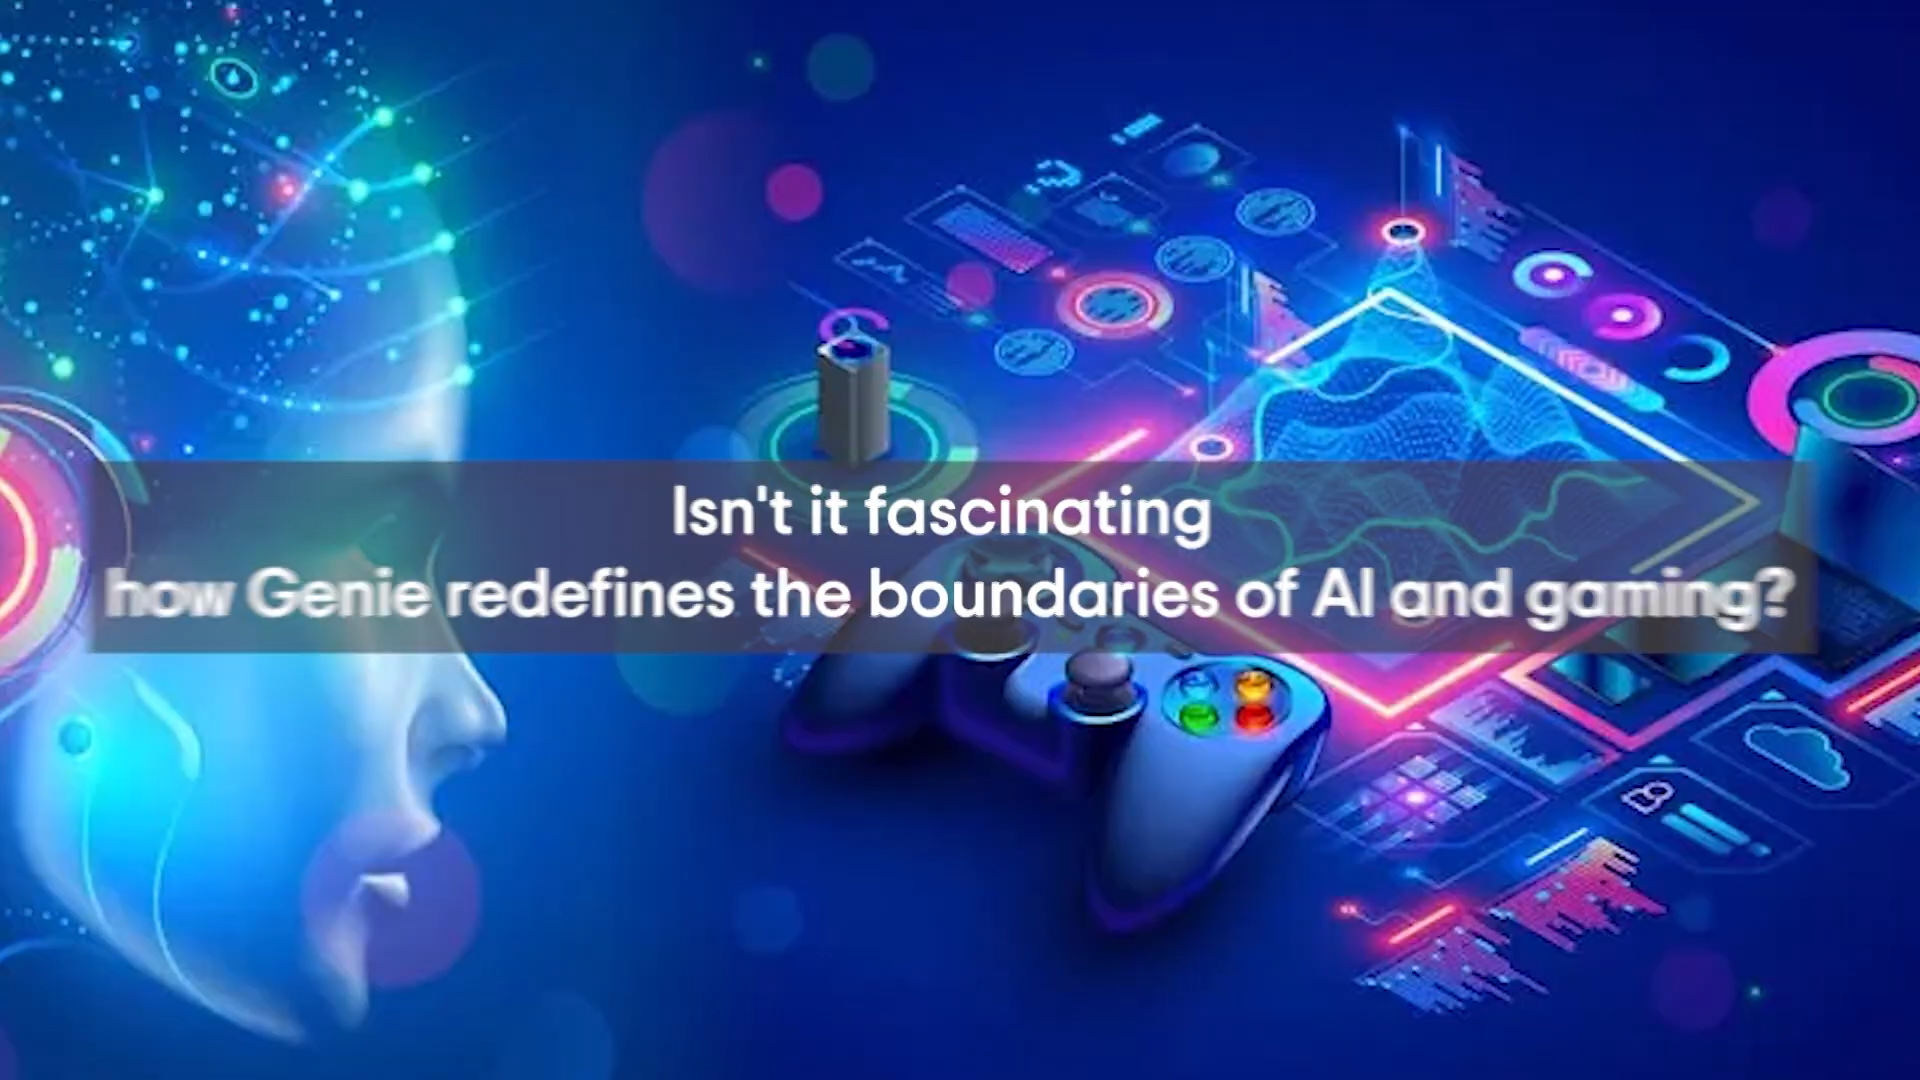 Isn't it fascinating
how Genie redefines the boundaries of AI and gaming?